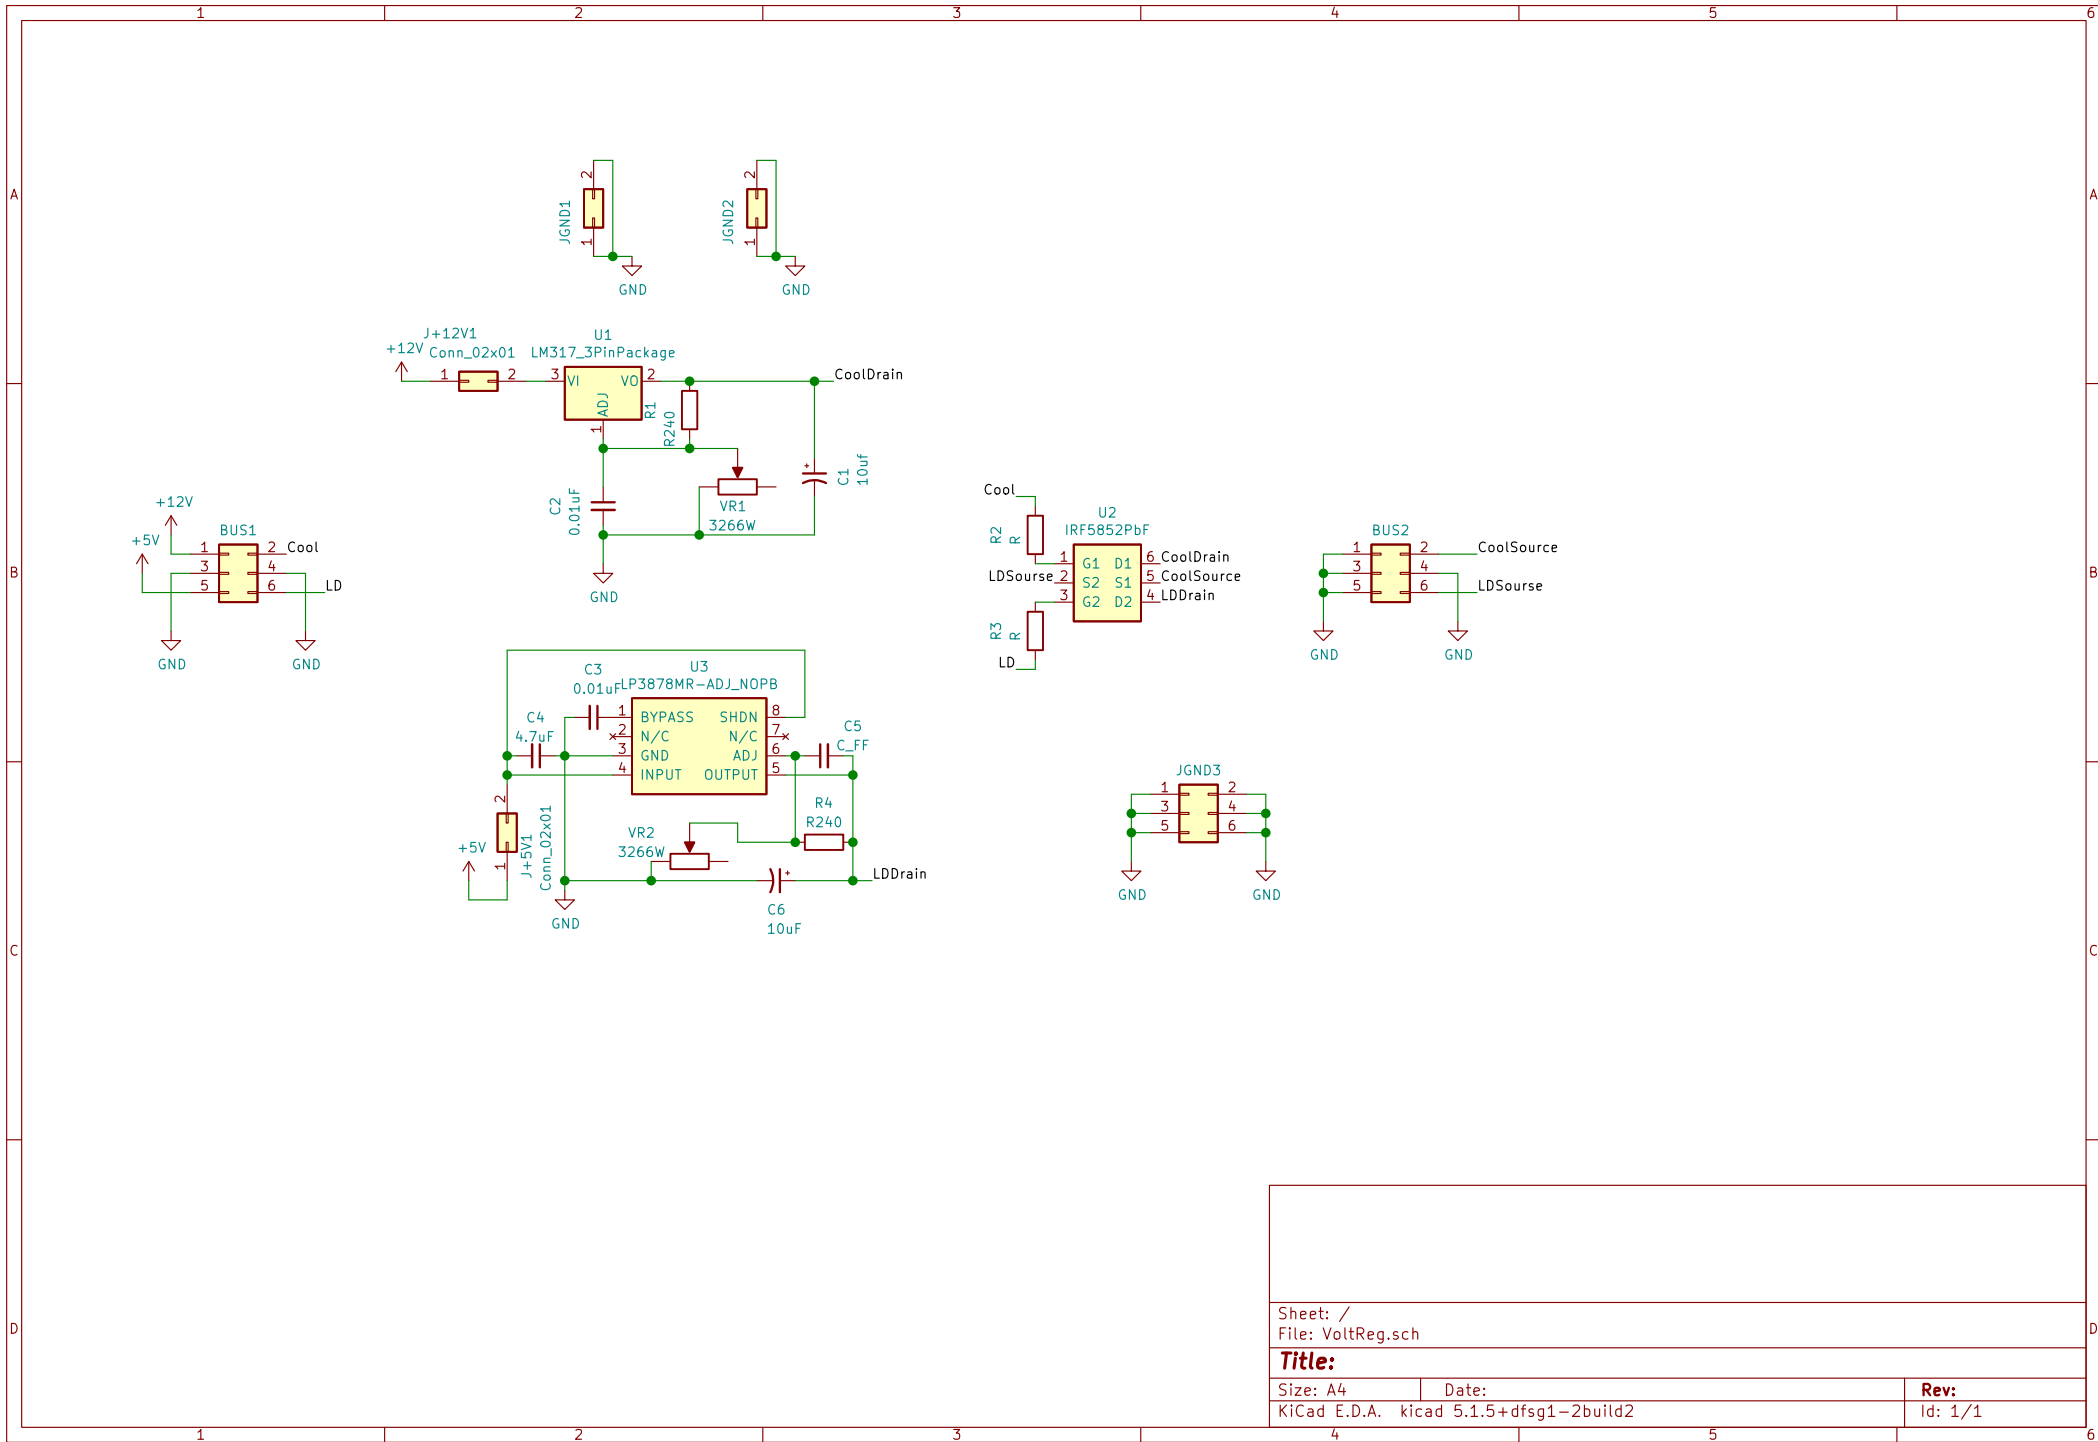 1 2 3 4 5 6
A A
B B
C C
D D
1 2 3 4 5 6
JGND1
2
1
GND
JGND2
2
1
GND
J+12V1
Conn_02x01
+12V
1 2
U1
LM317_3PinPackage
3 VI VO 2
ADJ
1
CoolDrain
R1
R240
C1
10uf
VR1
3266W
C2
0.01uF
GND
+12V
+5V
BUS1
1 2 Cool
3 4
5 6 LD
GND GND
Cool
R2
R
U2
IRF5852PbF
1 G1 D1 6 CoolDrain
LDSourse 2 S2 S1 5 CoolSource
3 G2 D2 4 LDDrain
R3
R
LD
BUS2
1 2 CoolSource
3 4
5 6 LDSourse
GND GND
C3
0.01uF
U3
LP3878MR-ADJ_NOPB
1 BYPASS SHDN 8
2 N/C N/C 7
3 GND ADJ 6
4 INPUT OUTPUT 5
C4
4.7uF
C5
C_FF
R4
R240
VR2
3266W
2
1
J+5V1
Conn_02x01
+5V
GND
C6
10uF
LDDrain
JGND3
1 2
3 4
5 6
GND GND
Sheet: /
File: VoltReg.sch
Title:
Size: A4 Date: Rev:
KiCad E.D.A. kicad 5.1.5+dfsg1-2build2 Id: 1/1